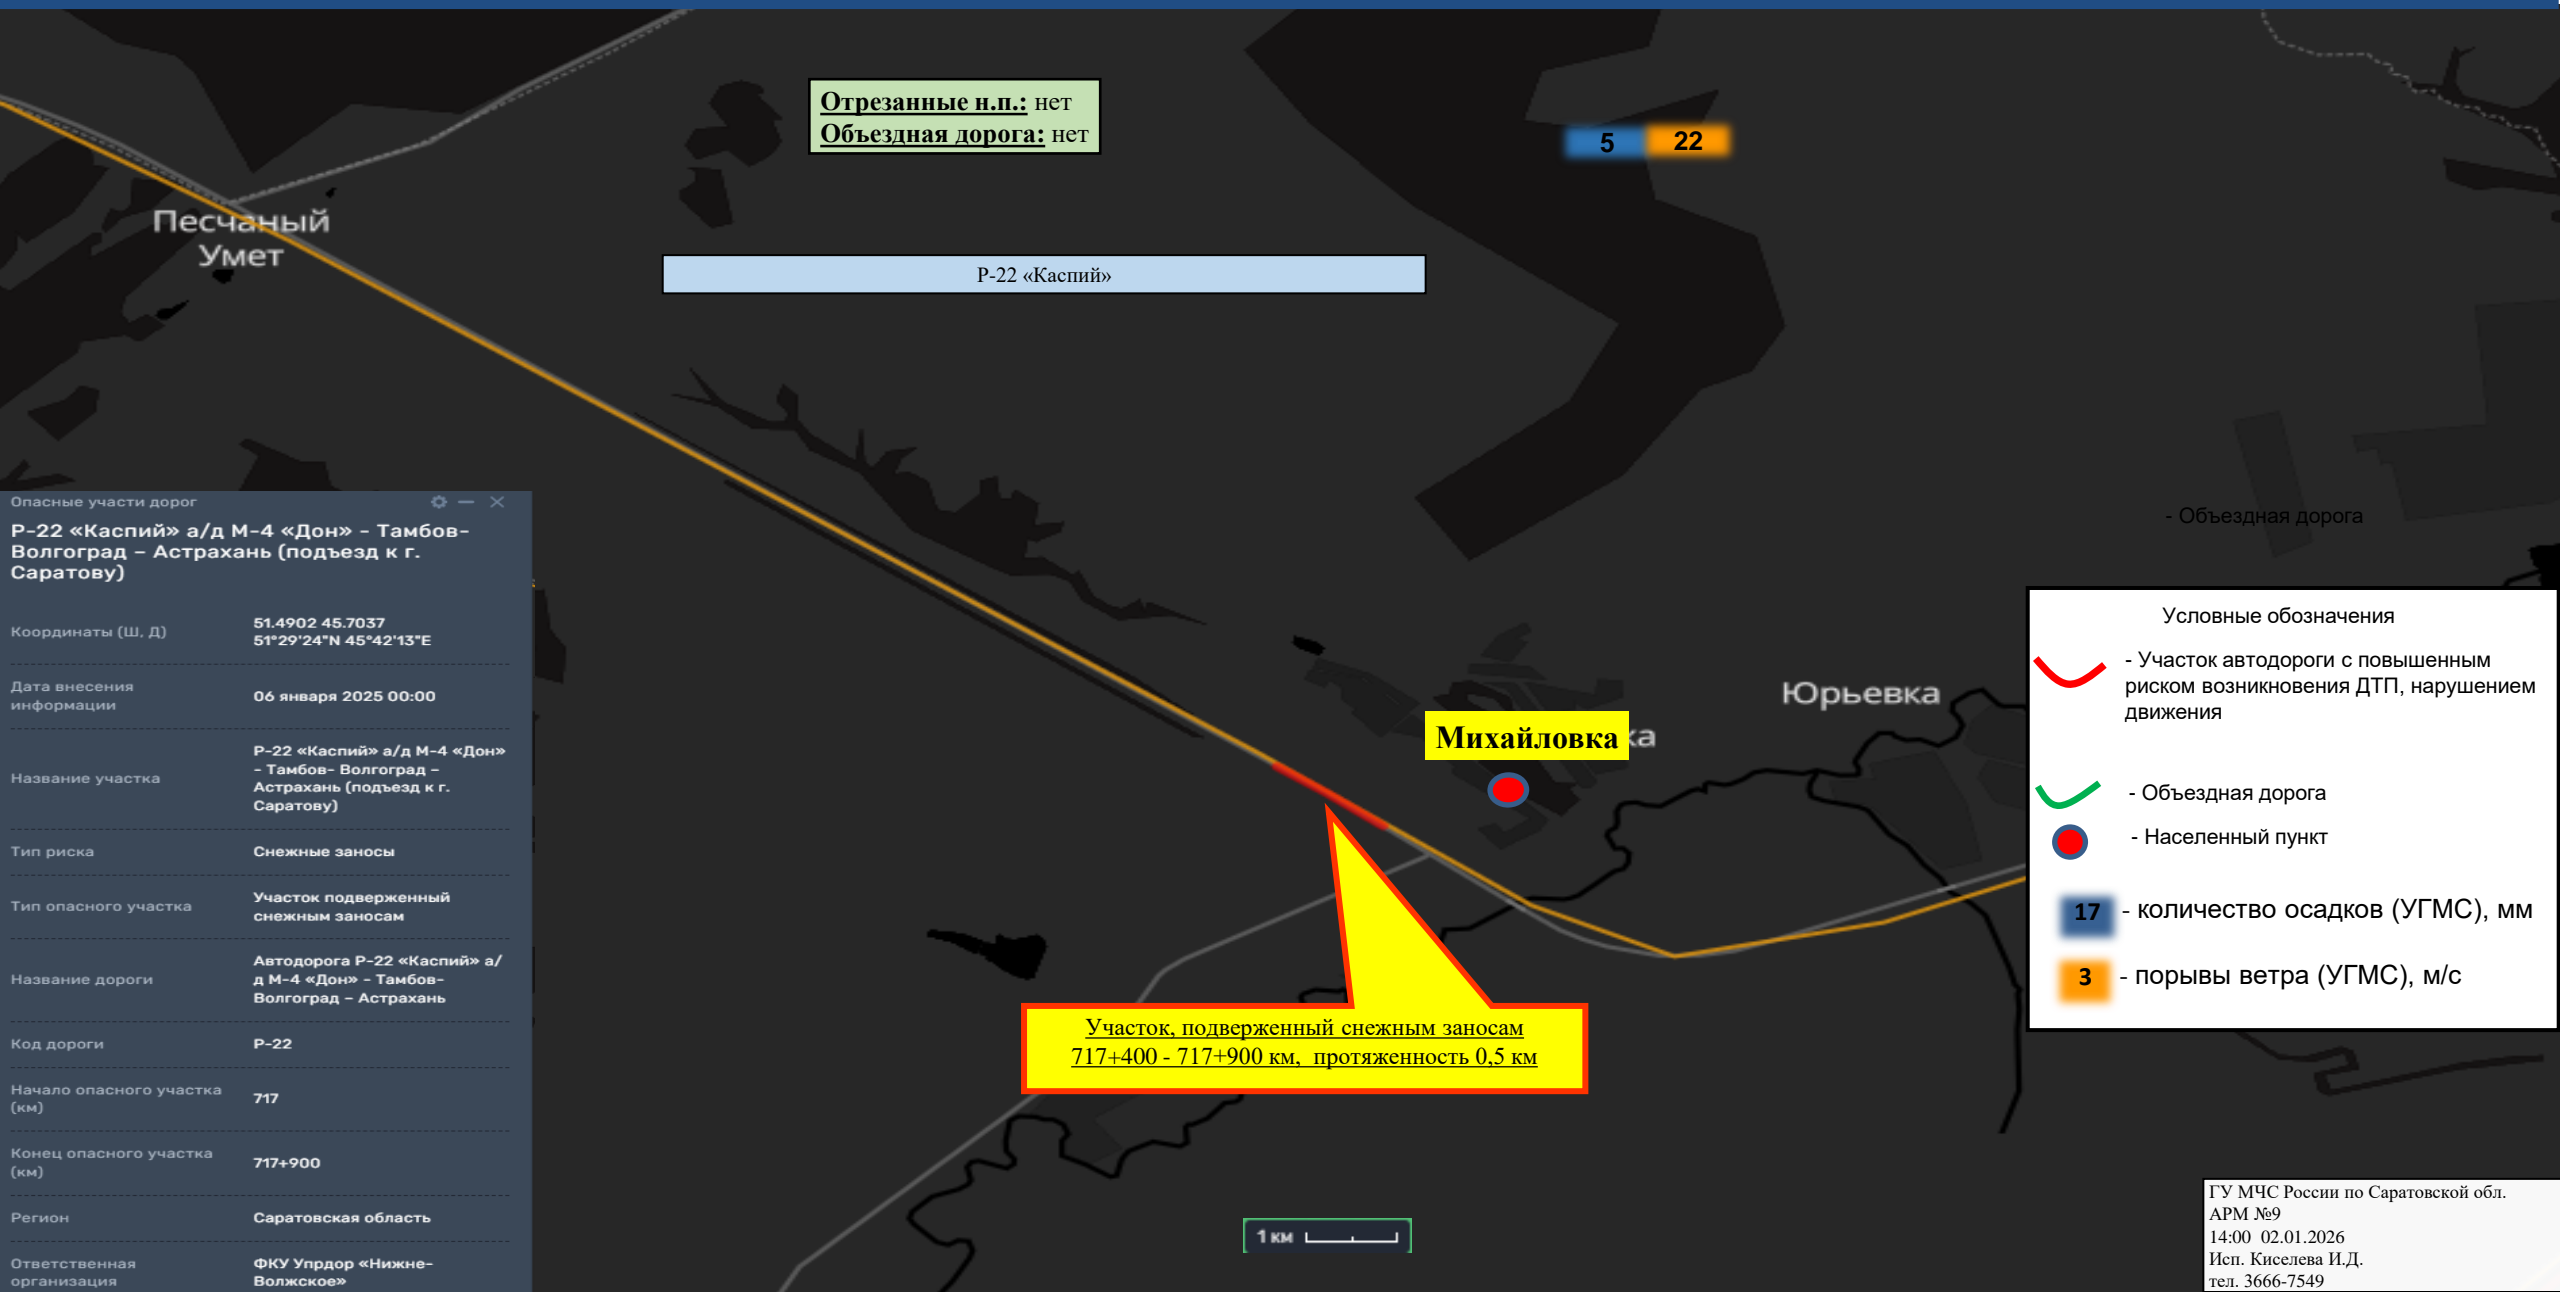 Отрезанные н.п.: нет
Объездная дорога: нет
5 22
Песчаный
Умет
Р-22 «Каспий»
Опасные участи дорог
Р-22 «Каспий» а/д М-4 «Дон» - Тамбов-
Волгоград – Астрахань (подъезд к г.
Саратову)
Координаты (Ш, Д)
51.4902 45.7037
51°29'24"N 45°42'13"E
Дата внесения
информации
06 января 2025 00:00
Название участка
Р-22 «Каспий» а/д М-4 «Дон»
- Тамбов- Волгоград –
Астрахань (подъезд к г.
Саратову)
Тип риска
Снежные заносы
Тип опасного участка
Участок подверженный
снежным заносам
Название дороги
Автодорога Р-22 «Каспий» а/
д М-4 «Дон» - Тамбов-
Волгоград – Астрахань
Код дороги
Р-22
Начало опасного участка
(км)
717
Конец опасного участка
(км)
717+900
Регион
Саратовская область
Ответственная
организация
ФКУ Упрдор «Нижне-
Волжское»
Юрьевка
Михайловка
ка
Участок, подверженный снежным заносам
717+400 - 717+900 км, протяженность 0,5 км
1 км
- Объездная дорога
Условные обозначения
- Участок автодороги с повышенным
риском возникновения ДТП, нарушением
движения
- Объездная дорога
- Населенный пункт
17 - количество осадков (УГМС), мм
3 - порывы ветра (УГМС), м/с
ГУ МЧС России по Саратовской обл.
АРМ №9
14:00 02.01.2026
Исп. Киселева И.Д.
тел. 3666-7549